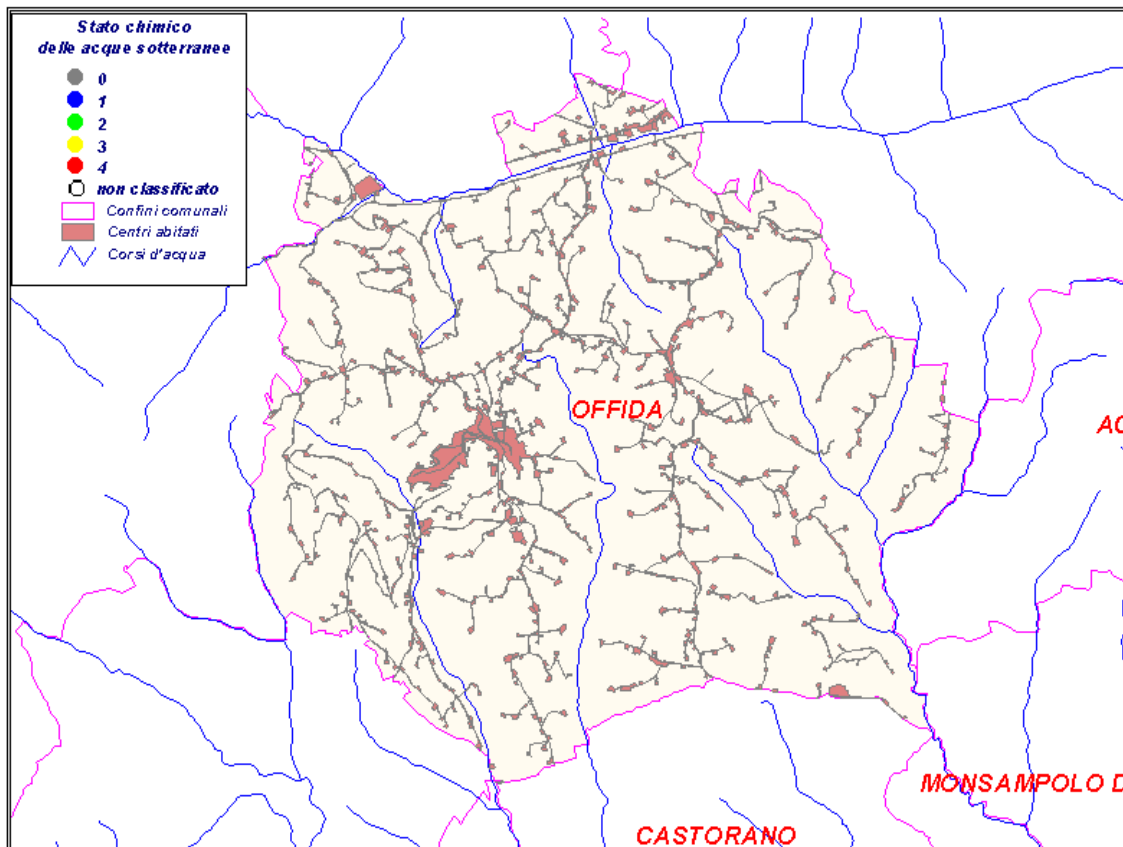 Stato chimico
delle acque sotterranee
0
1
2
3
4
non classificato
Confini comunali
Centri abitati
Corsi d'acqua
OFFIDA
AC
MONSAMPOLO D
CASTORANO